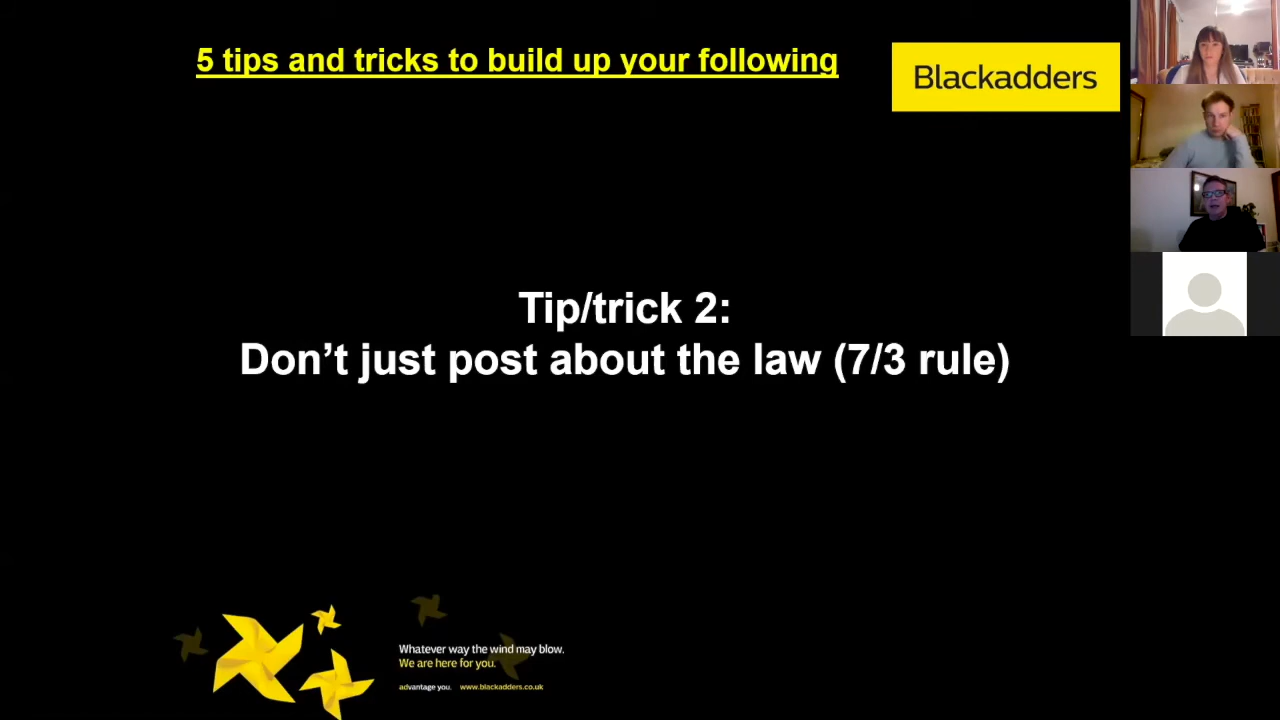 5 tips and tricks to build up your following
Blackadders
Tip/trick 2:
Don’t just post about the law (7/3 rule)
Whatever way the wind may blow.
We are here for you.
advantage you. www.blackadders.co.uk